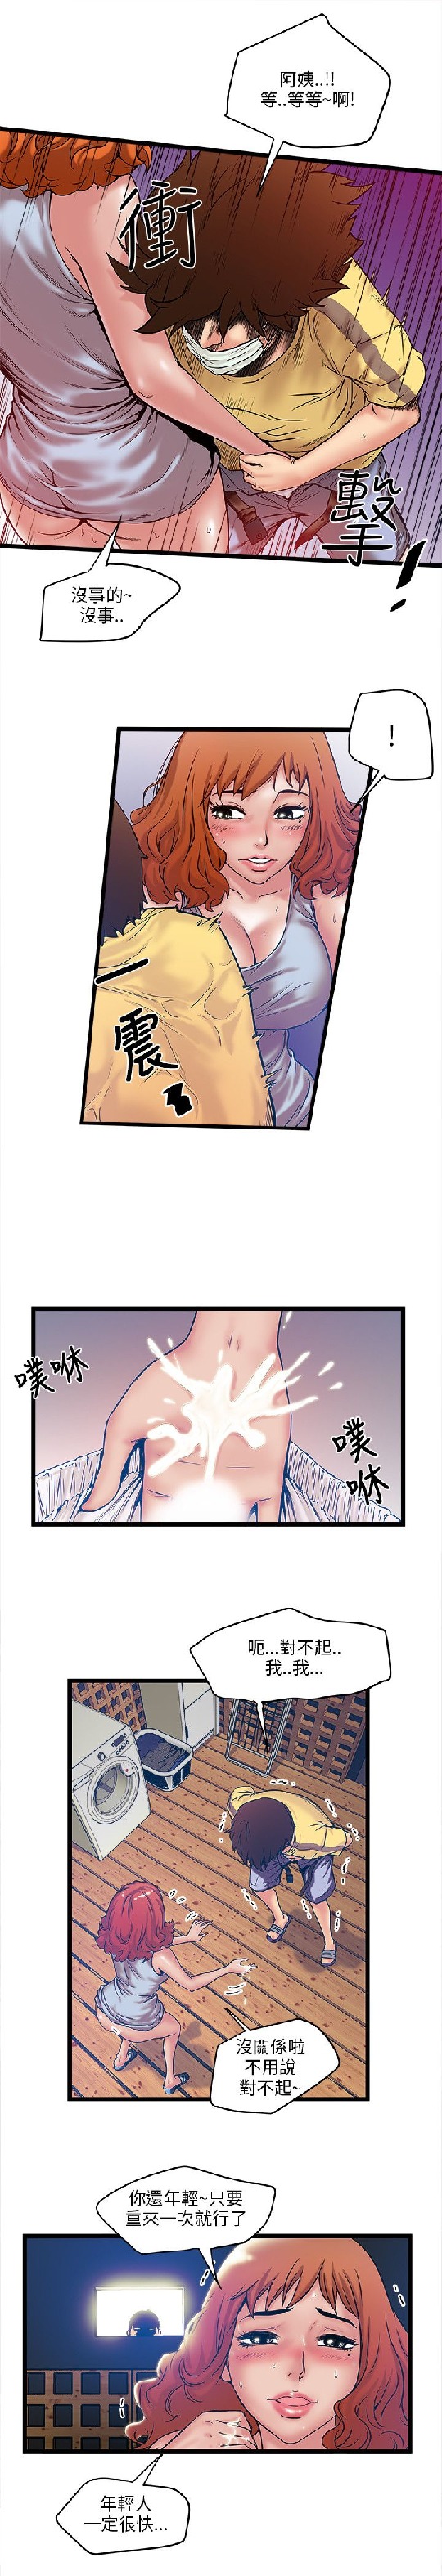 阿姨..!!
等..等等~啊!
衝
擊
沒事的~
沒事..
!
震
噗咻
噗
咻
呃...對不起..
我..我...
沒關係啦
不用說
對不起~
你還年輕~只要
重來一次就行了
年輕人
一定很快...